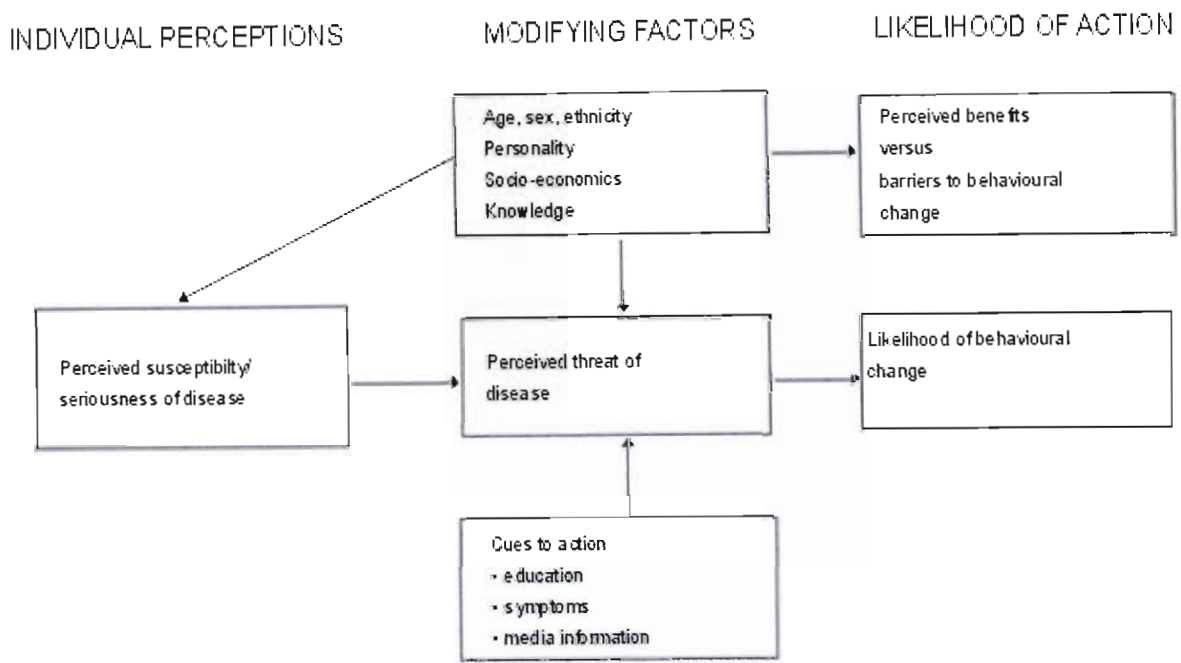 INDIVIDUAL PERCEPTIONS
MODIFYING FACTORS
LIKELIHOOD OF ACTION
Age, sex, ethnicity
Personality
Socio-economics
Knowledge
Perceived benefits
versus
barriers to behavioural
change
Perceived susceptibilty/
seriousness of disease
Perceived threat of
disease
Likelihood of behavioural
change
Cues to action
• education
• symptoms
• media information